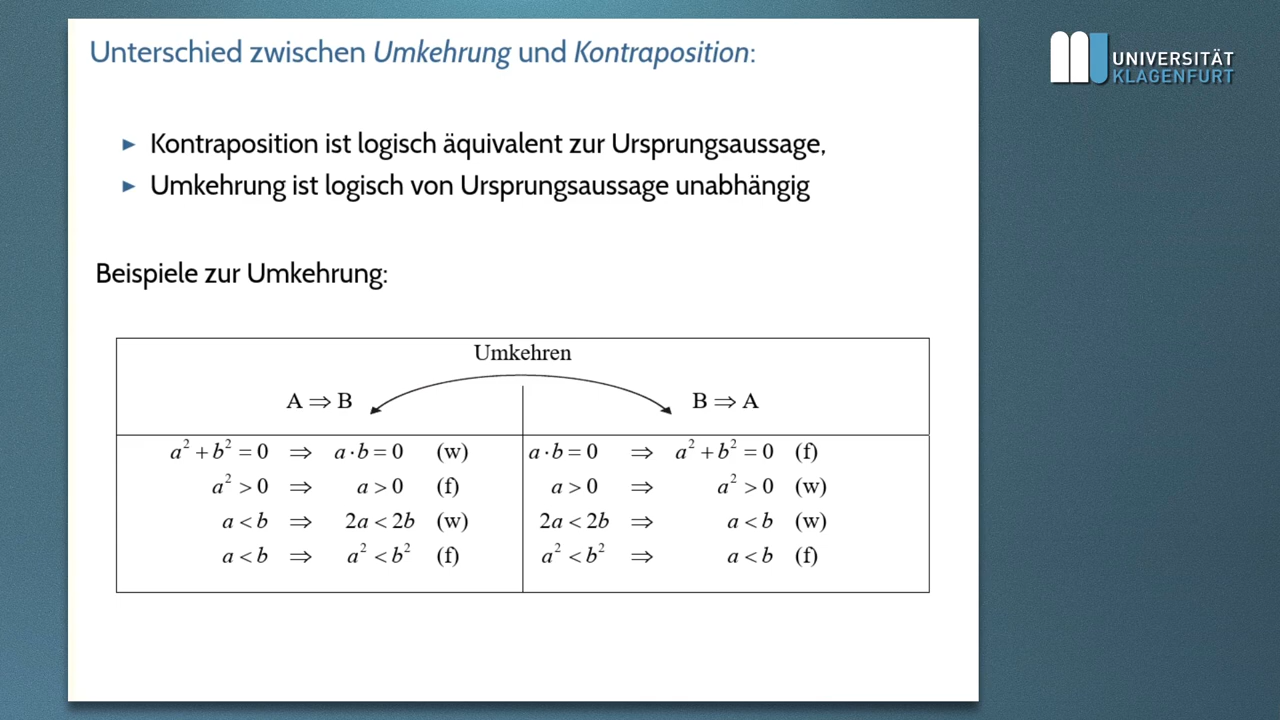 Unterschied zwischen Umkehrung und Kontraposition:
UNIVERSITÄT
KLAGENFURT
► Kontraposition ist logisch äquivalent zur Ursprungsaussage,
► Umkehrung ist logisch von Ursprungsaussage unabhängig
Beispiele zur Umkehrung:
Umkehren
A ⇒ B B ⇒ A
a² + b² = 0 ⇒ a · b = 0 (w) a · b = 0 ⇒ a² + b² = 0 (f)
a² > 0 ⇒ a > 0 (f) a > 0 ⇒ a² > 0 (w)
a < b ⇒ 2a < 2b (w) 2a < 2b ⇒ a < b (w)
a < b ⇒ a² < b² (f) a² < b² ⇒ a < b (f)